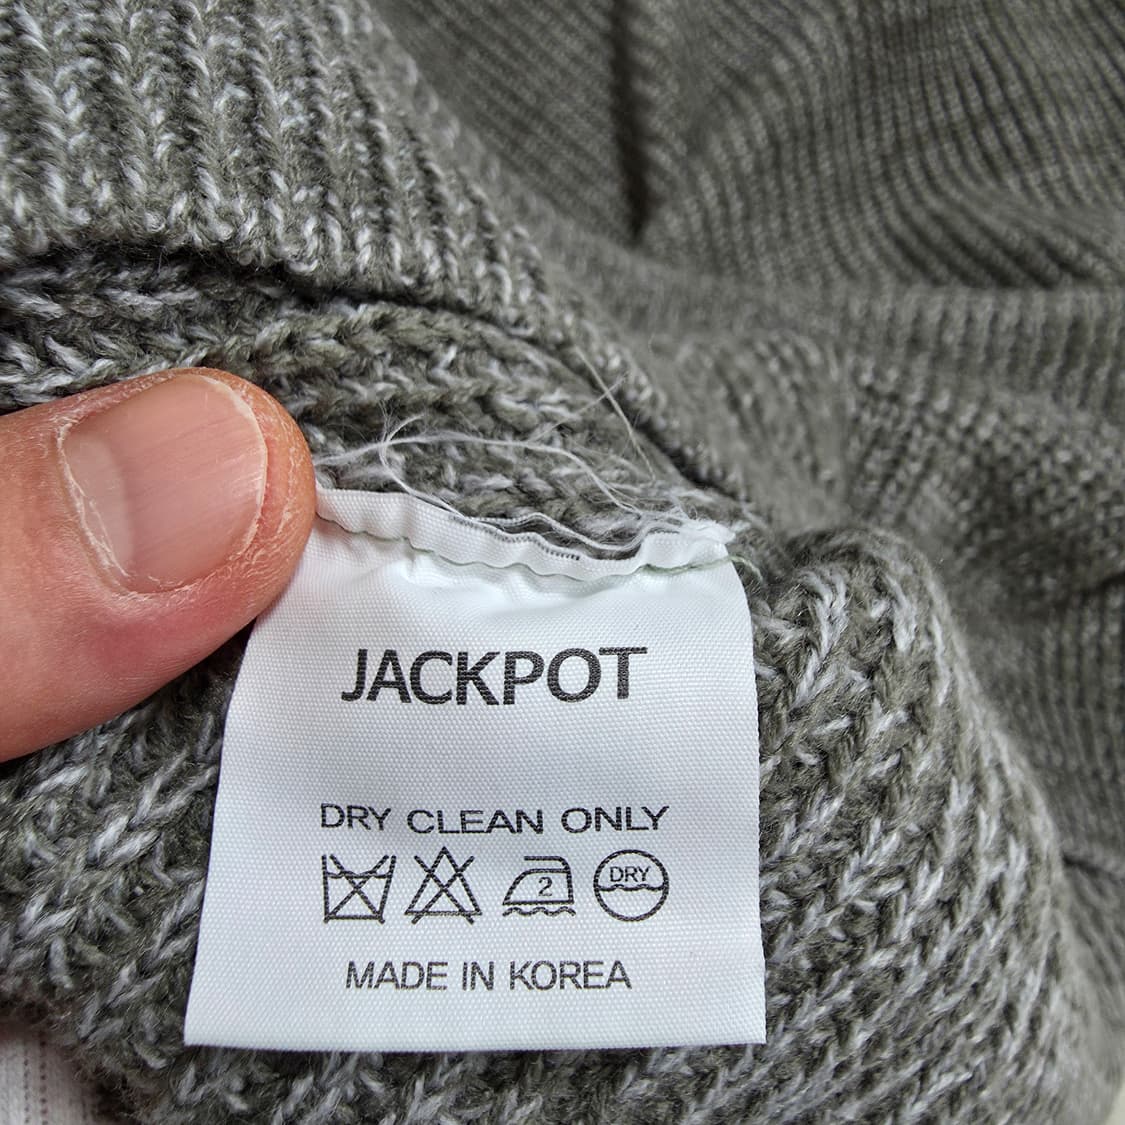 JACKPOT
DRY CLEAN ONLY
2 DRY
MADE IN KOREA